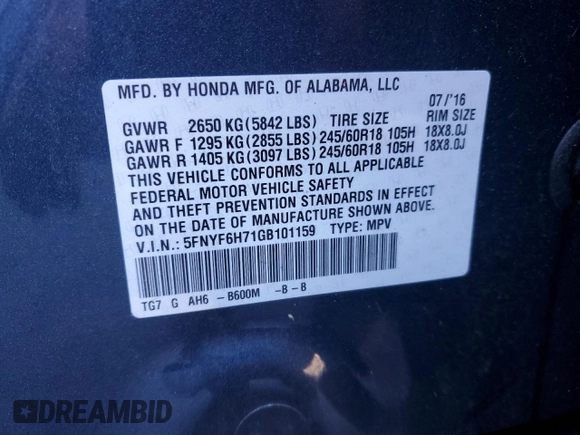 MFD. BY HONDA MFG. OF ALABAMA, LLC
07/'16
GVWR 2650 KG(5842 LBS) TIRE SIZE RIM SIZE
GAWR F 1295 KG(2855 LBS)245/60R18 105H 18X8.0J
GAWR R 1405 KG(3097 LBS)245/60R18 105H 18X8.0J
THIS VEHICLE CONFORMS TO ALL APPLICABLE
FEDERAL MOTOR VEHICLE SAFETY
AND THEFT PREVENTION STANDARDS IN EFFECT
ON THE DATE OF MANUFACTURE SHOWN ABOVE.
V.I.N.: 5FNYF6H71GB101159 TYPE: MPV
TG7 G AH6 -B600M -B-B
DREAMBID